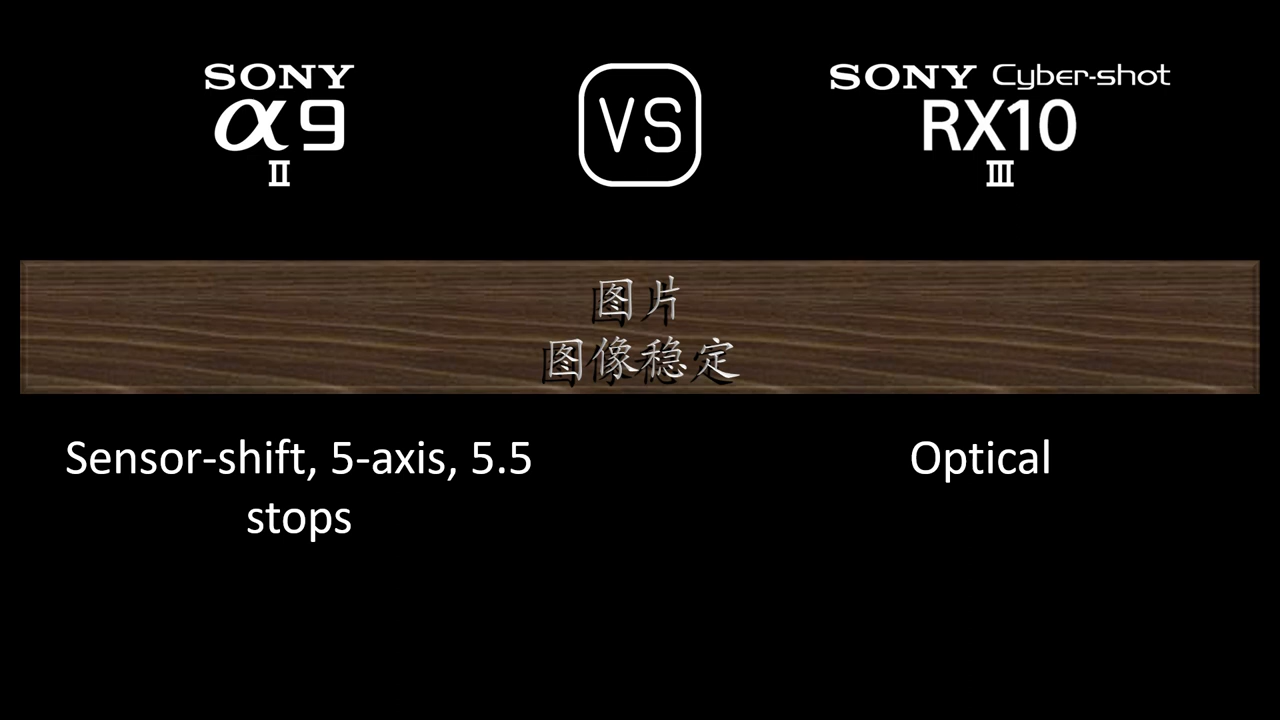 SONY
α9
II
VS
SONY Cyber-shot
RX10
III
图片
图像稳定
Sensor-shift, 5-axis, 5.5
stops
Optical